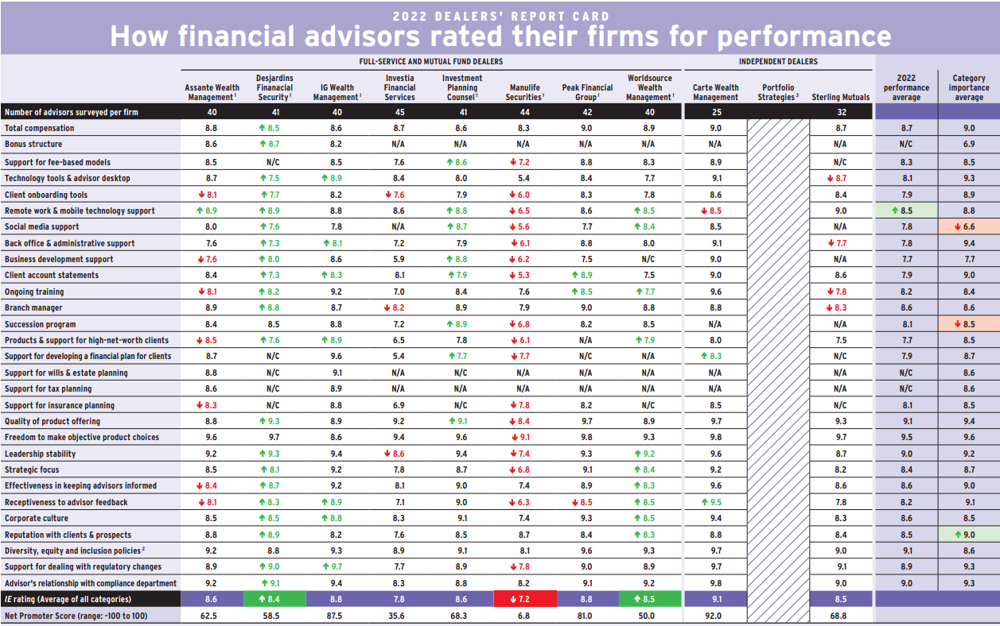 2022 DEALERS' REPORT CARD
How financial advisors rated their firms for performance
FULL-SERVICE AND MUTUAL FUND DEALERS INDEPENDENT DEALERS
Assante Wealth Management¹ Desjardins Finanacial Security¹ IG Wealth Management¹ Investia Financial Services Investment Planning Counsel¹ Manulife Securities¹ Peak Financial Group¹ Worldsource Wealth Management¹ Carte Wealth Management Portfolio Strategies³ Sterling Mutuals 2022 performance average Category importance average
Number of advisors surveyed per firm 40 41 40 45 41 44 42 40 25 32
Total compensation 8.8 ↑ 8.5 8.6 8.7 8.6 8.3 9.0 8.9 9.0 8.7 8.7 9.0
Bonus structure 8.6 ↑ 8.7 8.2 N/A N/A N/A N/A N/A N/A N/A N/C 6.9
Support for fee-based models 8.5 N/C 8.5 7.6 ↑ 8.6 ↓ 7.2 8.8 8.3 8.9 N/C 8.3 8.5
Technology tools & advisor desktop 8.7 ↑ 7.5 ↑ 8.9 8.4 8.0 5.4 8.4 7.7 9.1 ↓ 8.7 8.1 9.3
Client onboarding tools ↓ 8.1 ↑ 7.7 8.2 ↓ 7.6 7.9 ↓ 6.0 8.3 7.8 8.6 8.4 7.9 8.9
Remote work & mobile technology support ↑ 8.9 ↑ 8.9 8.8 8.6 ↑ 8.8 ↓ 6.5 8.6 ↑ 8.5 ↓ 8.5 9.0 ↑ 8.5 8.8
Social media support 8.0 ↑ 7.6 7.8 N/A ↑ 8.7 ↓ 5.6 7.7 ↑ 8.4 8.5 N/A 7.8 ↓ 6.6
Back office & administrative support 7.6 ↑ 7.3 ↑ 8.1 7.2 7.9 ↓ 6.1 8.8 8.0 9.1 ↓ 7.7 7.8 9.4
Business development support ↓ 7.6 ↑ 8.0 8.6 5.9 ↑ 8.8 ↓ 6.2 7.5 N/C 9.0 N/A 7.7 7.7
Client account statements 8.4 ↑ 7.3 ↑ 8.3 8.1 ↑ 7.9 ↓ 5.3 ↑ 8.9 7.5 9.0 8.6 7.9 9.0
Ongoing training ↓ 8.1 ↑ 8.2 9.2 7.0 8.4 7.6 ↑ 8.5 ↑ 7.7 9.6 ↓ 7.8 8.2 8.4
Branch manager 8.9 ↑ 8.8 8.7 ↓ 8.2 8.9 7.9 9.0 8.8 8.8 ↓ 8.3 8.6 8.6
Succession program 8.4 8.5 8.8 7.2 ↑ 8.9 ↓ 6.8 8.2 8.5 N/A N/A 8.1 ↓ 8.5
Products & support for high-net-worth clients ↓ 8.5 ↑ 7.6 ↑ 8.9 6.5 7.8 ↓ 6.1 N/A ↑ 7.9 8.0 7.5 7.7 8.5
Support for developing a financial plan for clients 8.7 N/C 9.6 5.4 ↑ 7.7 ↓ 7.7 N/C N/A ↑ 8.3 N/C 7.9 8.7
Support for wills & estate planning 8.8 N/C 9.1 N/A N/C N/A N/A N/A N/A N/A N/C 8.6
Support for tax planning 8.6 N/C 8.9 N/A N/A N/A N/A N/A N/A N/A N/C 8.6
Support for insurance planning ↓ 8.3 N/C 8.8 6.9 N/C ↓ 7.8 8.2 N/C N/C N/C 8.1 8.5
Quality of product offering 8.8 ↑ 9.3 8.9 9.2 ↑ 9.1 ↓ 8.4 9.7 8.9 9.7 9.3 9.1 9.4
Freedom to make objective product choices 9.6 9.7 8.6 9.4 9.6 ↓ 9.1 9.8 9.3 9.8 9.7 9.5 9.6
Leadership stability 9.2 ↑ 9.3 9.4 ↓ 8.6 9.4 ↓ 7.4 9.3 ↑ 9.2 9.6 8.7 9.0 9.2
Strategic focus 8.5 ↑ 8.1 9.2 7.8 8.7 ↓ 6.8 9.1 ↑ 8.4 9.2 8.2 8.4 8.7
Effectiveness in keeping advisors informed ↓ 8.4 ↑ 8.7 9.2 8.1 9.0 7.4 8.9 ↑ 8.3 9.6 8.6 8.6 9.0
Receptiveness to advisor feedback ↓ 8.1 ↑ 8.3 ↑ 8.9 7.1 9.0 ↓ 6.3 ↓ 8.5 ↑ 8.5 ↑ 9.5 7.8 8.2 9.1
Corporate culture 8.5 ↑ 8.5 ↑ 8.8 8.3 9.1 7.4 9.3 ↑ 8.5 9.4 8.3 8.6 8.5
Reputation with clients & prospects 8.8 ↑ 8.9 8.2 7.6 8.5 8.7 8.4 ↑ 8.3 8.8 8.4 8.5 ↑ 9.0
Diversity, equity and inclusion policies ² 9.2 8.8 9.3 8.9 9.1 8.1 9.6 9.3 9.7 9.0 9.1 8.6
Support for dealing with regulatory changes 8.9 ↑ 9.0 ↑ 9.7 7.7 8.9 ↓ 7.8 9.0 8.9 9.7 9.1 8.9 9.3
Advisor's relationship with compliance department 9.2 ↑ 9.1 9.4 8.3 8.8 8.2 9.1 9.2 9.8 9.0 9.0 9.3
IE rating (Average of all categories) 8.6 ↑ 8.4 8.8 7.8 8.6 ↓ 7.2 8.8 ↑ 8.5 9.1 8.5
Net Promoter Score (range: -100 to 100) 62.5 58.5 87.5 35.6 68.3 6.8 81.0 50.0 92.0 68.8